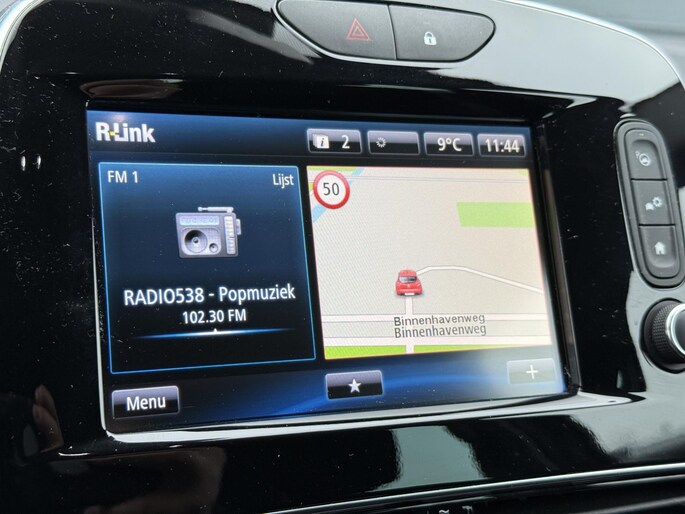 R-Link
2
9°C
11:44
FM 1
Lijst
RADIO538 - Popmuziek
102.30 FM
50
Binnenhavenweg
Binnenhavenweg
Menu